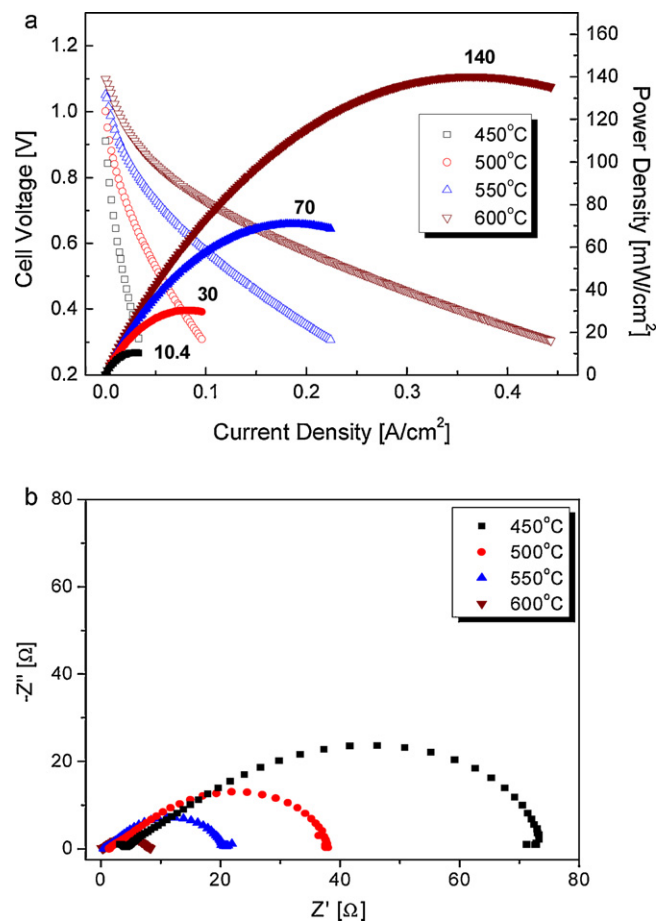 a
1.2
1.0
0.8
0.6
0.4
0.2
Cell Voltage [V]
160
140
120
100
80
60
40
20
0
Power Density [mW/cm²]
140
70
30
10.4
450°C
500°C
550°C
600°C
0.0 0.1 0.2 0.3 0.4
Current Density [A/cm²]
b
80
60
40
20
0
-Z" [Ω]
450°C
500°C
550°C
600°C
0 20 40 60 80
Z' [Ω]